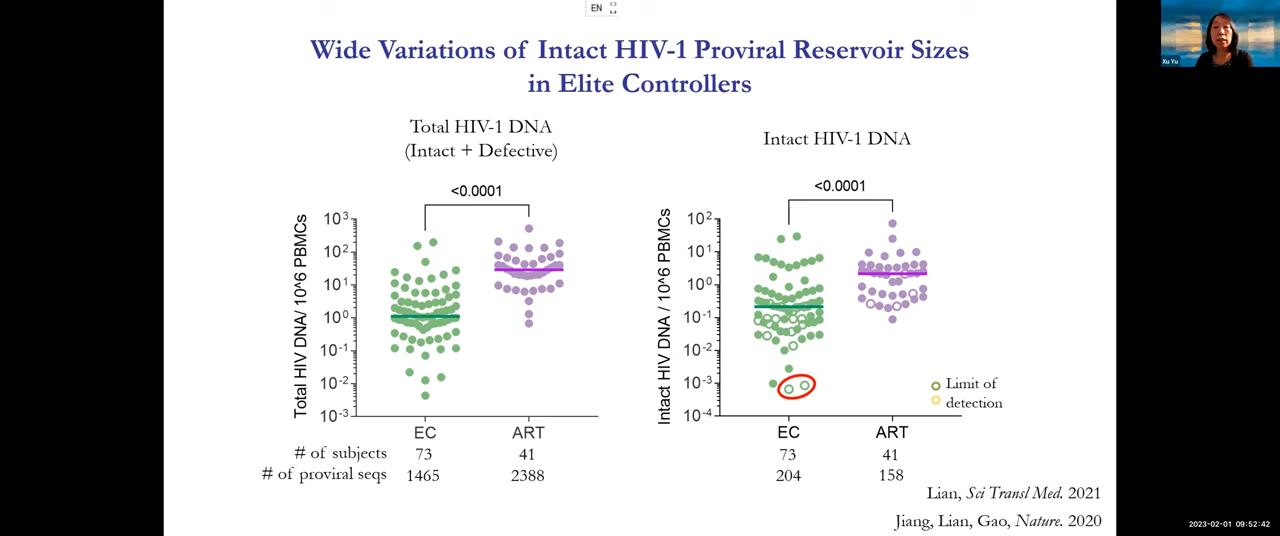 EN
Wide Variations of Intact HIV-1 Proviral Reservoir Sizes
in Elite Controllers
Xu Yu
Total HIV-1 DNA
(Intact + Defective)
<0.0001
Total HIV DNA/ 10^6 PBMCs
10³
10²
10¹
10⁰
10⁻¹
10⁻²
10⁻³
EC ART
# of subjects 73 41
# of proviral seqs 1465 2388
Intact HIV-1 DNA
<0.0001
Intact HIV DNA / 10^6 PBMCs
10²
10¹
10⁰
10⁻¹
10⁻²
10⁻³
10⁻⁴
EC ART
73 41
204 158
Limit of
detection
Lian, Sci Transl Med. 2021
Jiang, Lian, Gao, Nature. 2020
2023-02-01 09:52:42